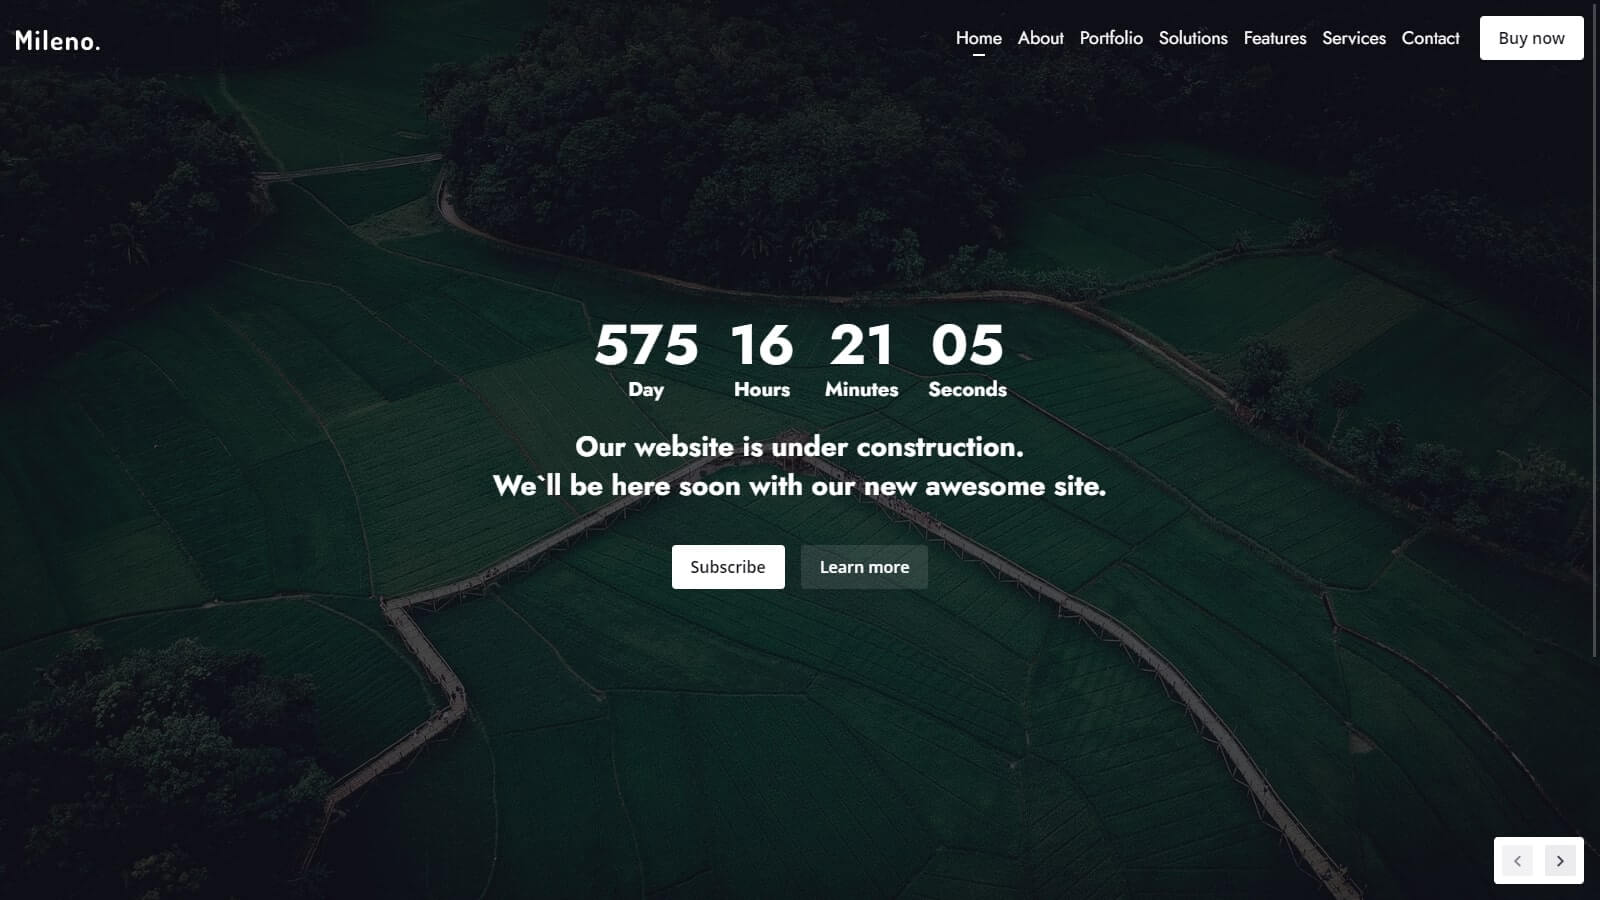 Mileno.
Home About Portfolio Solutions Features Services Contact Buy now
575 16 21 05
Day Hours Minutes Seconds
Our website is under construction.
We`ll be here soon with our new awesome site.
Subscribe Learn more